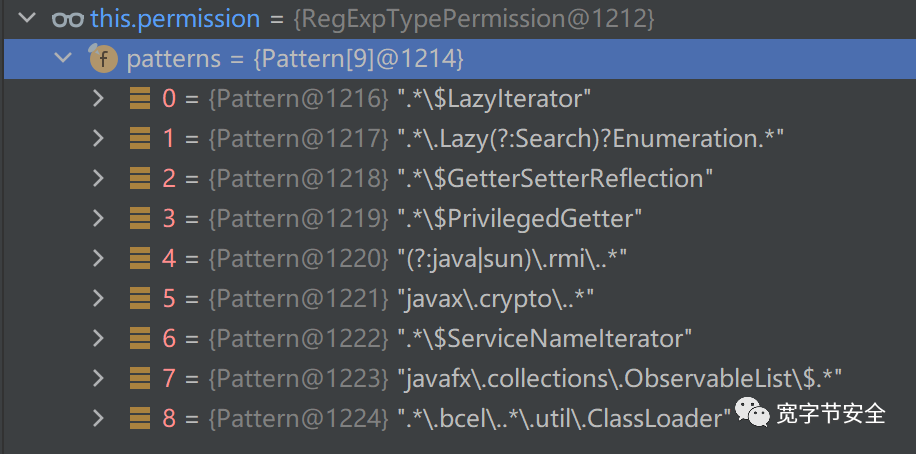 this.permission = {RegExpTypePermission@1212}
f patterns = {Pattern[9]@1214}
0 = {Pattern@1216} ".*\$LazyIterator"
1 = {Pattern@1217} ".*\.Lazy(?:Search)?Enumeration.*"
2 = {Pattern@1218} ".*\$GetterSetterReflection"
3 = {Pattern@1219} ".*\$PrivilegedGetter"
4 = {Pattern@1220} "(?:java|sun)\.rmi\..*"
5 = {Pattern@1221} "javax\.crypto\..*"
6 = {Pattern@1222} ".*\$ServiceNameIterator"
7 = {Pattern@1223} "javafx\.collections\.ObservableList\$.*"
8 = {Pattern@1224} ".*\.bcel\..*\.util\.ClassLoader"
宽字节安全